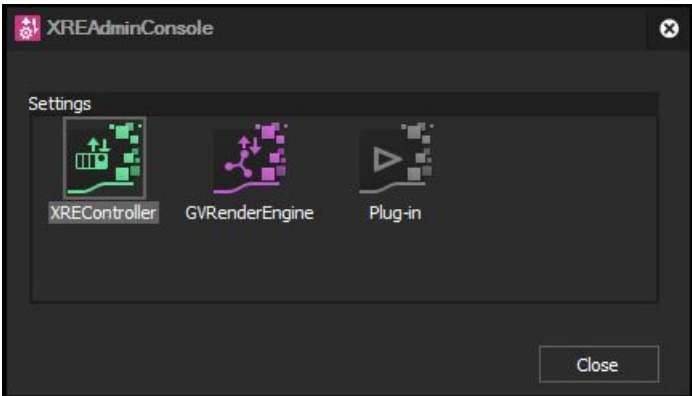 XREAdminConsole
Settings
XREController GVRenderEngine Plug-in
Close